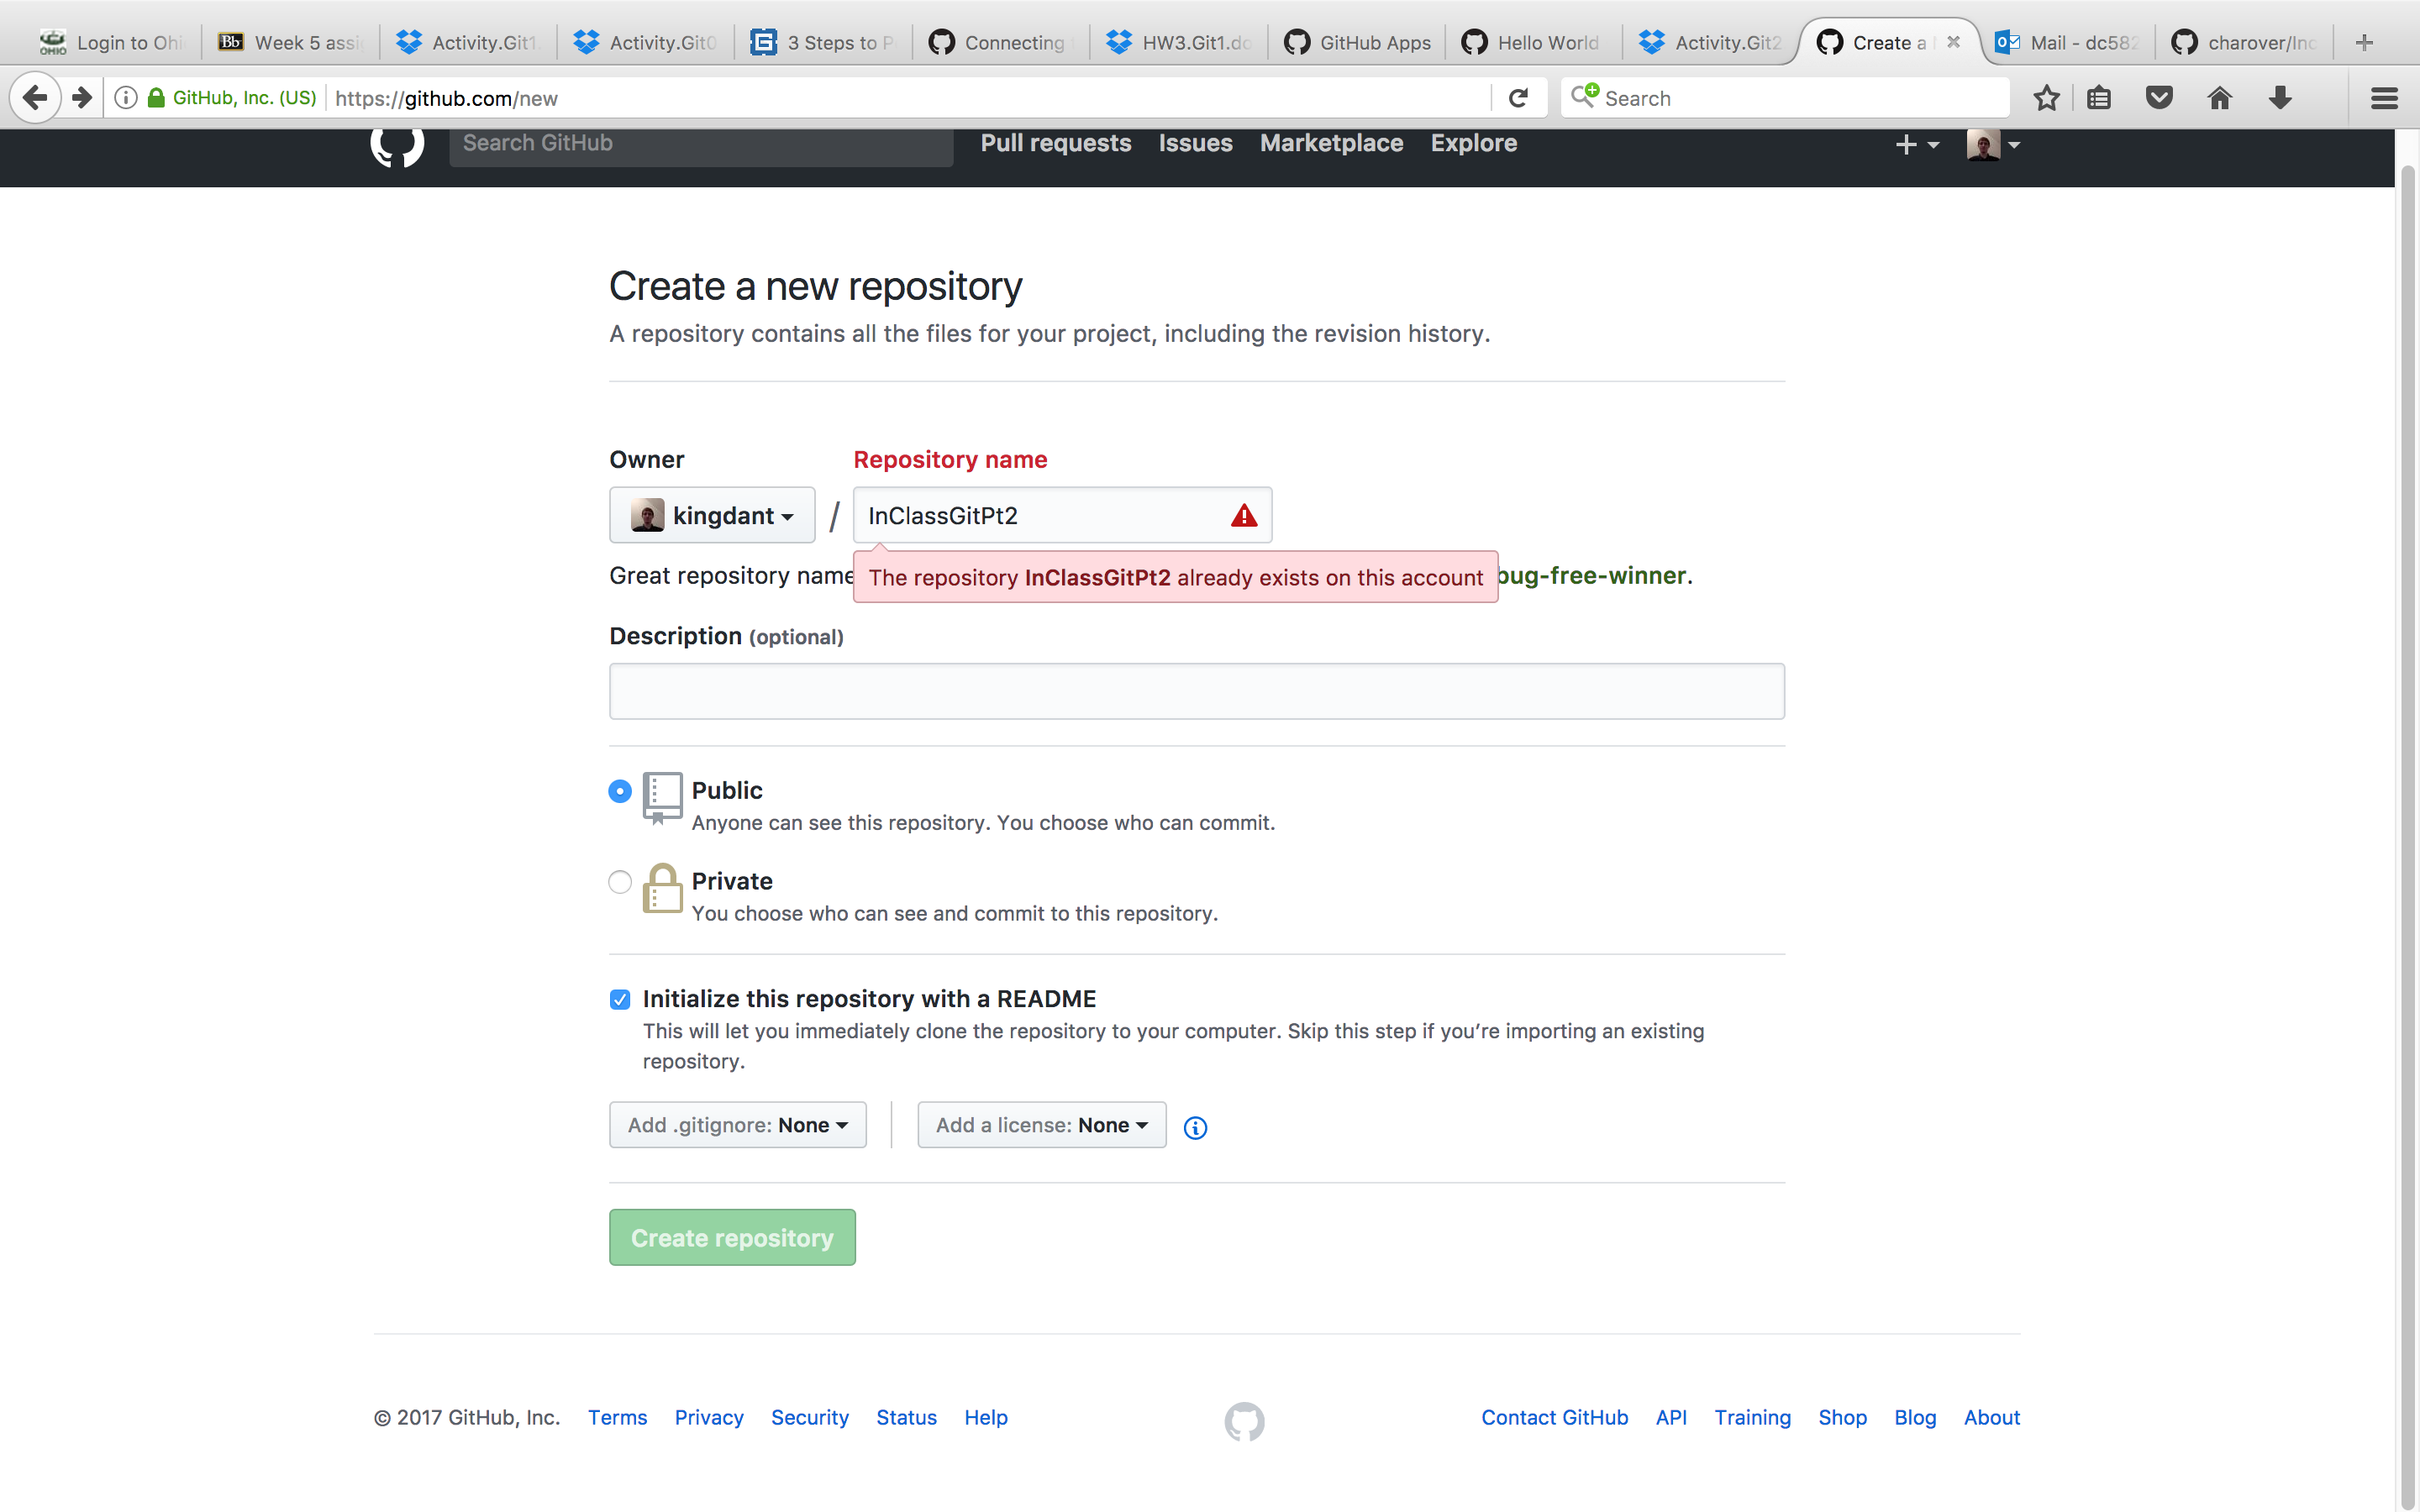 Login to Ohi
Bb Week 5 assi
Activity.Git1.
Activity.Git0
3 Steps to P
Connecting
HW3.Git1.do
GitHub Apps
Hello World
Activity.Git2
Create a
Mail - dc582
charover/Inc
GitHub, Inc. (US) https://github.com/new
Search
Search GitHub
Pull requests Issues Marketplace Explore
Create a new repository
A repository contains all the files for your project, including the revision history.
Owner Repository name
kingdant / InClassGitPt2
Great repository name
The repository InClassGitPt2 already exists on this account
bug-free-winner.
Description (optional)
Public
Anyone can see this repository. You choose who can commit.
Private
You choose who can see and commit to this repository.
Initialize this repository with a README
This will let you immediately clone the repository to your computer. Skip this step if you’re importing an existing
repository.
Add .gitignore: None Add a license: None
Create repository
© 2017 GitHub, Inc. Terms Privacy Security Status Help
Contact GitHub API Training Shop Blog About